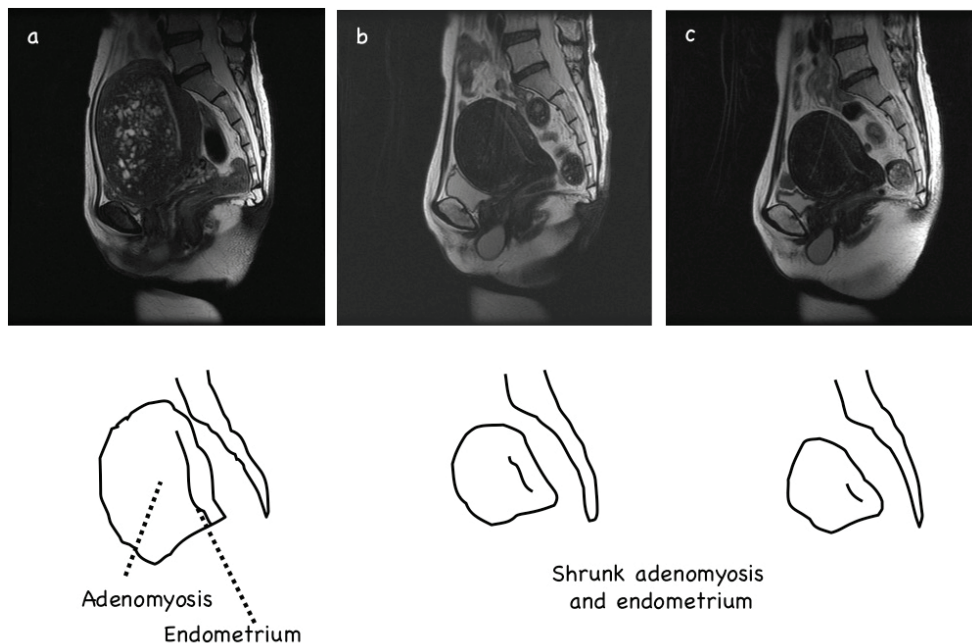 a
b
c
Adenomyosis
Endometrium
Shrunk adenomyosis
and endometrium